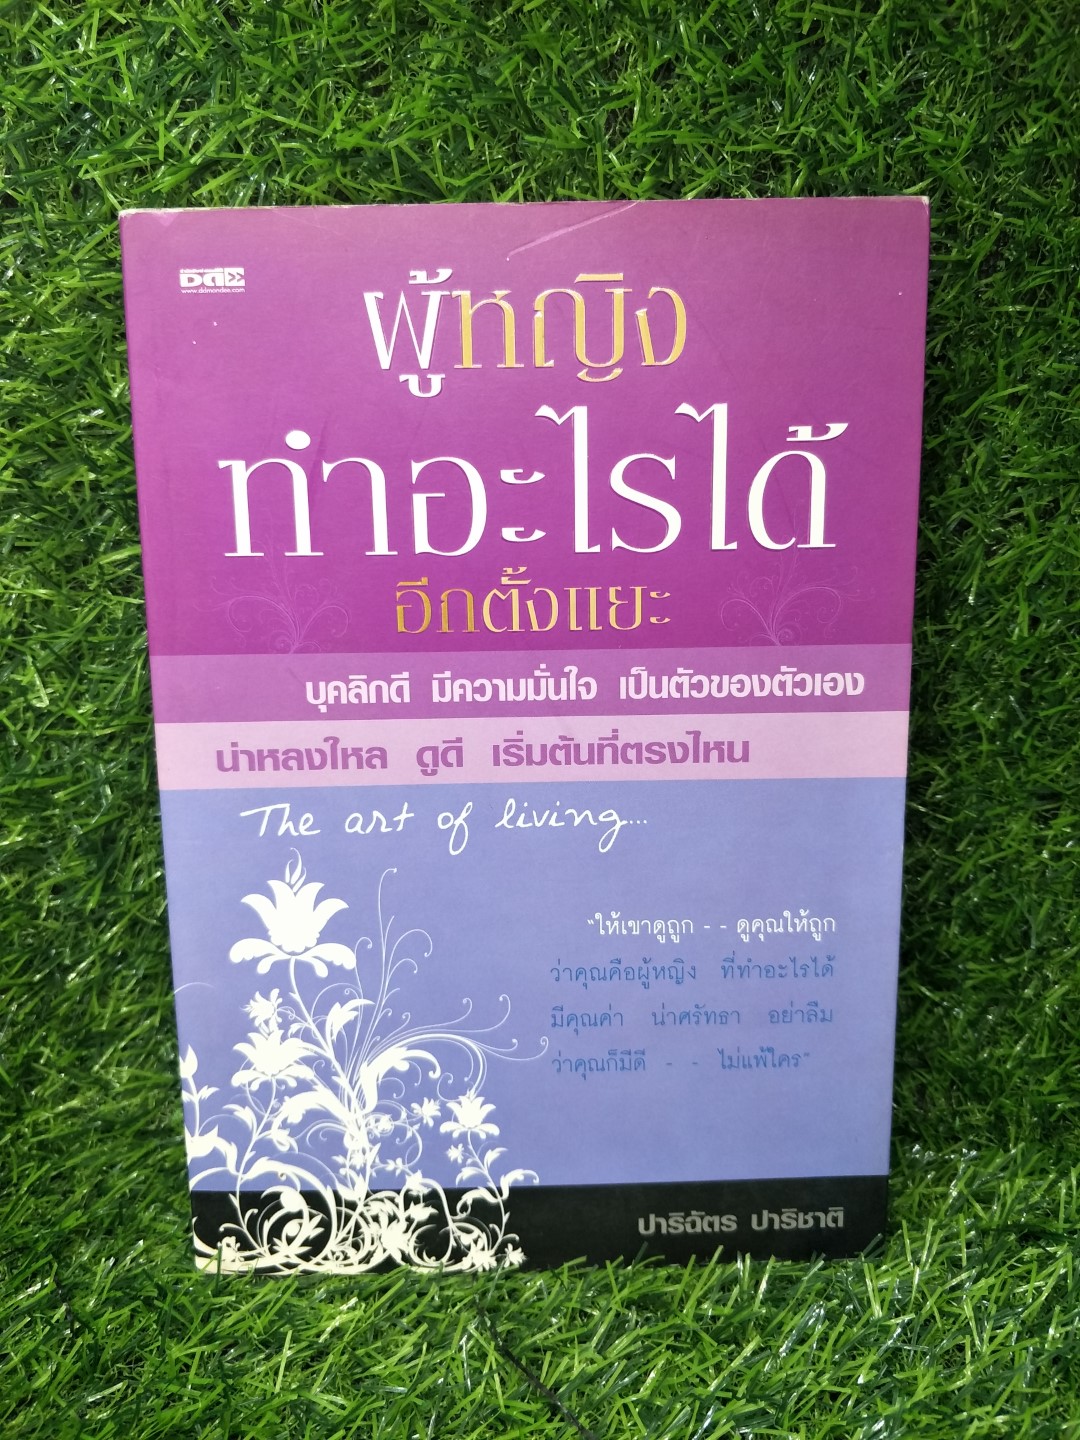 ดีดี
www.ddmondee.com
ผู้หญิง
ทำอะไรได้
อีกตั้งแยะ
บุคลิกดี มีความมั่นใจ เป็นตัวของตัวเอง
น่าหลงใหล ดูดี เริ่มต้นที่ตรงไหน
The art of living...
"ให้เขาดูถูก - - ดูคุณให้ถูก
ว่าคุณคือผู้หญิง ที่ทำอะไรได้
มีคุณค่า น่าศรัทธา อย่าลืม
ว่าคุณก็มีดี - - ไม่แพ้ใคร"
ปาริฉัตร ปาริชาติ